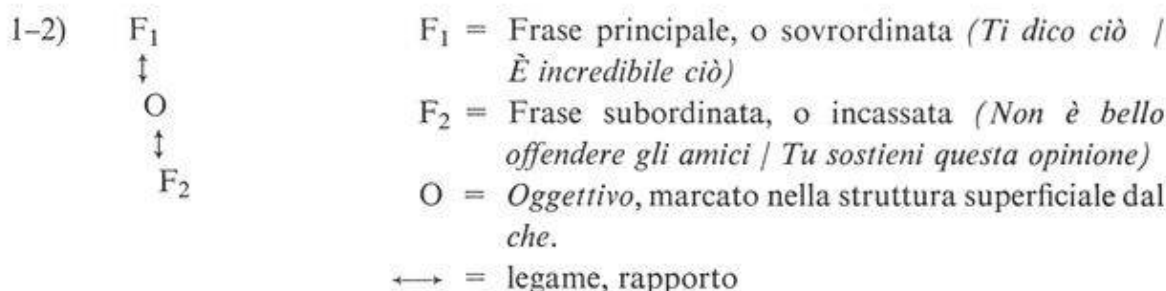 1–2) F₁ F₁ = Frase principale, o sovrordinata (Ti dico ciò /
↕ È incredibile ciò)
O F₂ = Frase subordinata, o incassata (Non è bello
↕ offendere gli amici / Tu sostieni questa opinione)
F₂ O = Oggettivo, marcato nella struttura superficiale dal
che.
⟷ = legame, rapporto